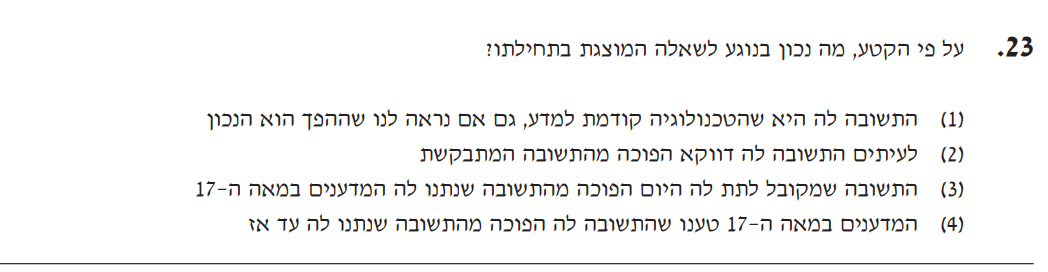 23. על פי הקטע, מה נכון בנוגע לשאלה המוצגת בתחילתו?
(1) התשובה לה היא שהטכנולוגיה קודמת למדע, גם אם נראה לנו שההפך הוא הנכון
(2) לעיתים התשובה לה דווקא הפוכה מהתשובה המתבקשת
(3) התשובה שמקובל לתת לה היום הפוכה מהתשובה שנתנו לה המדענים במאה ה-17
(4) המדענים במאה ה-17 טענו שהתשובה לה הפוכה מהתשובה שנתנו לה עד אז